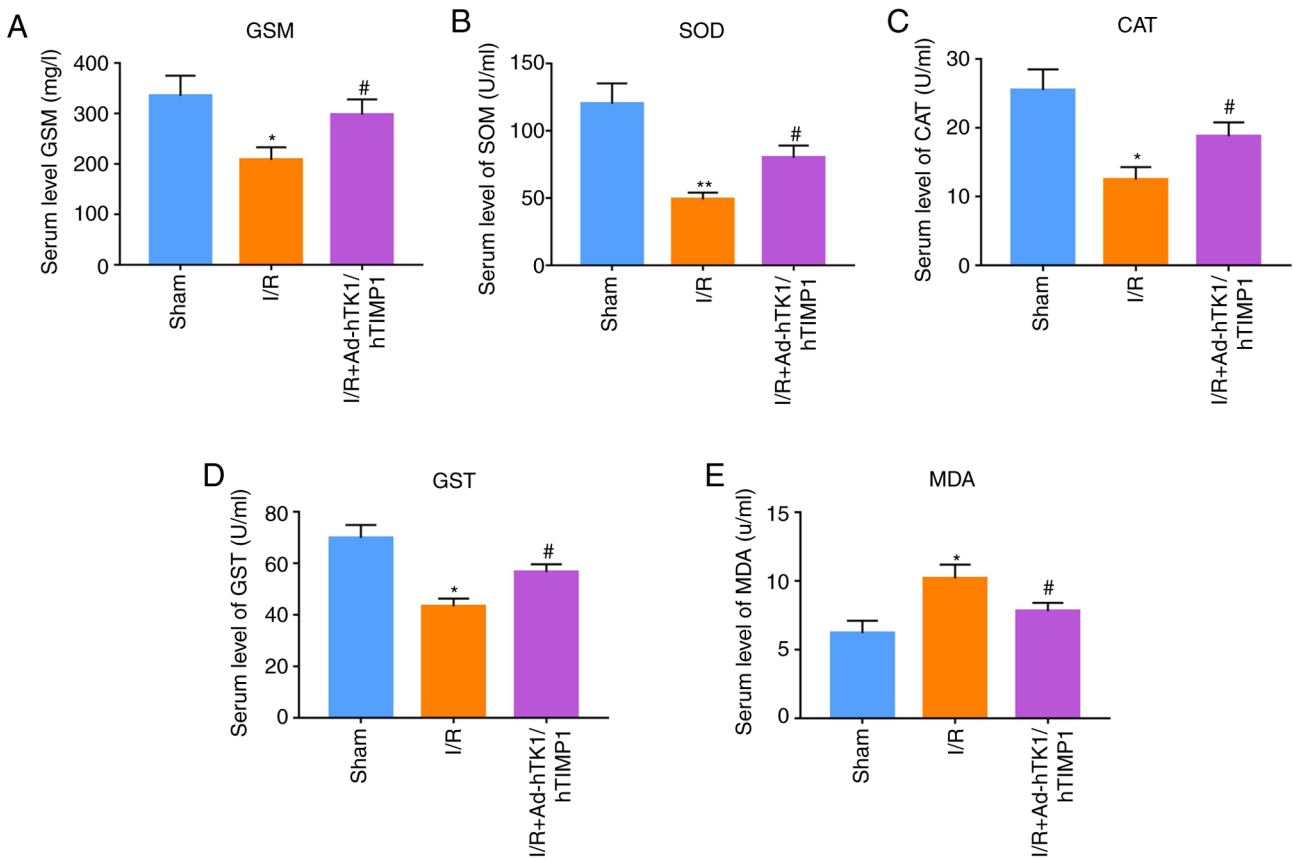 A
GSM
Serum level GSM (mg/l)
400
300
200
100
0
*
#
Sham
I/R
I/R+Ad-hTK1/
hTIMP1
B
SOD
Serum level of SOM (U/ml)
150
100
50
0
**
#
Sham
I/R
I/R+Ad-hTK1/
hTIMP1
C
CAT
Serum level of CAT (U/ml)
30
20
10
0
*
#
Sham
I/R
I/R+Ad-hTK1/
hTIMP1
D
GST
Serum level of GST (U/ml)
80
60
40
20
0
*
#
Sham
I/R
I/R+Ad-hTK1/
hTIMP1
E
MDA
Serum level of MDA (u/ml)
15
10
5
0
*
#
Sham
I/R
I/R+Ad-hTK1/
hTIMP1